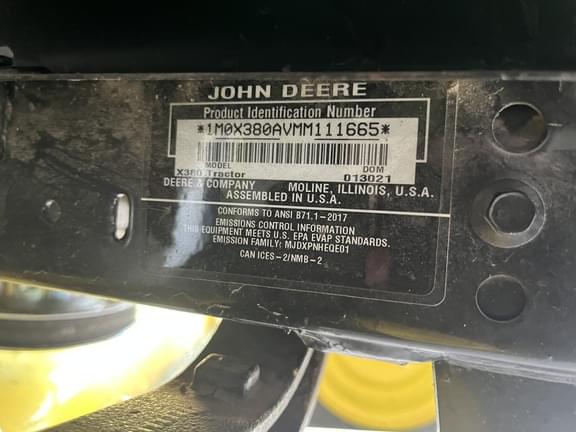 JOHN DEERE
Product Identification Number
*1M0X380AVMM111665*
MODEL DOM
X380 Tractor 013021
DEERE & COMPANY MOLINE, ILLINOIS, U.S.A.
ASSEMBLED IN U.S.A.
CONFORMS TO ANSI B71.1-2017
EMISSIONS CONTROL INFORMATION
THIS EQUIPMENT MEETS U.S. EPA EVAP STANDARDS.
EMISSION FAMILY: MJDXPNHEQE01
CAN ICES-2/NMB-2